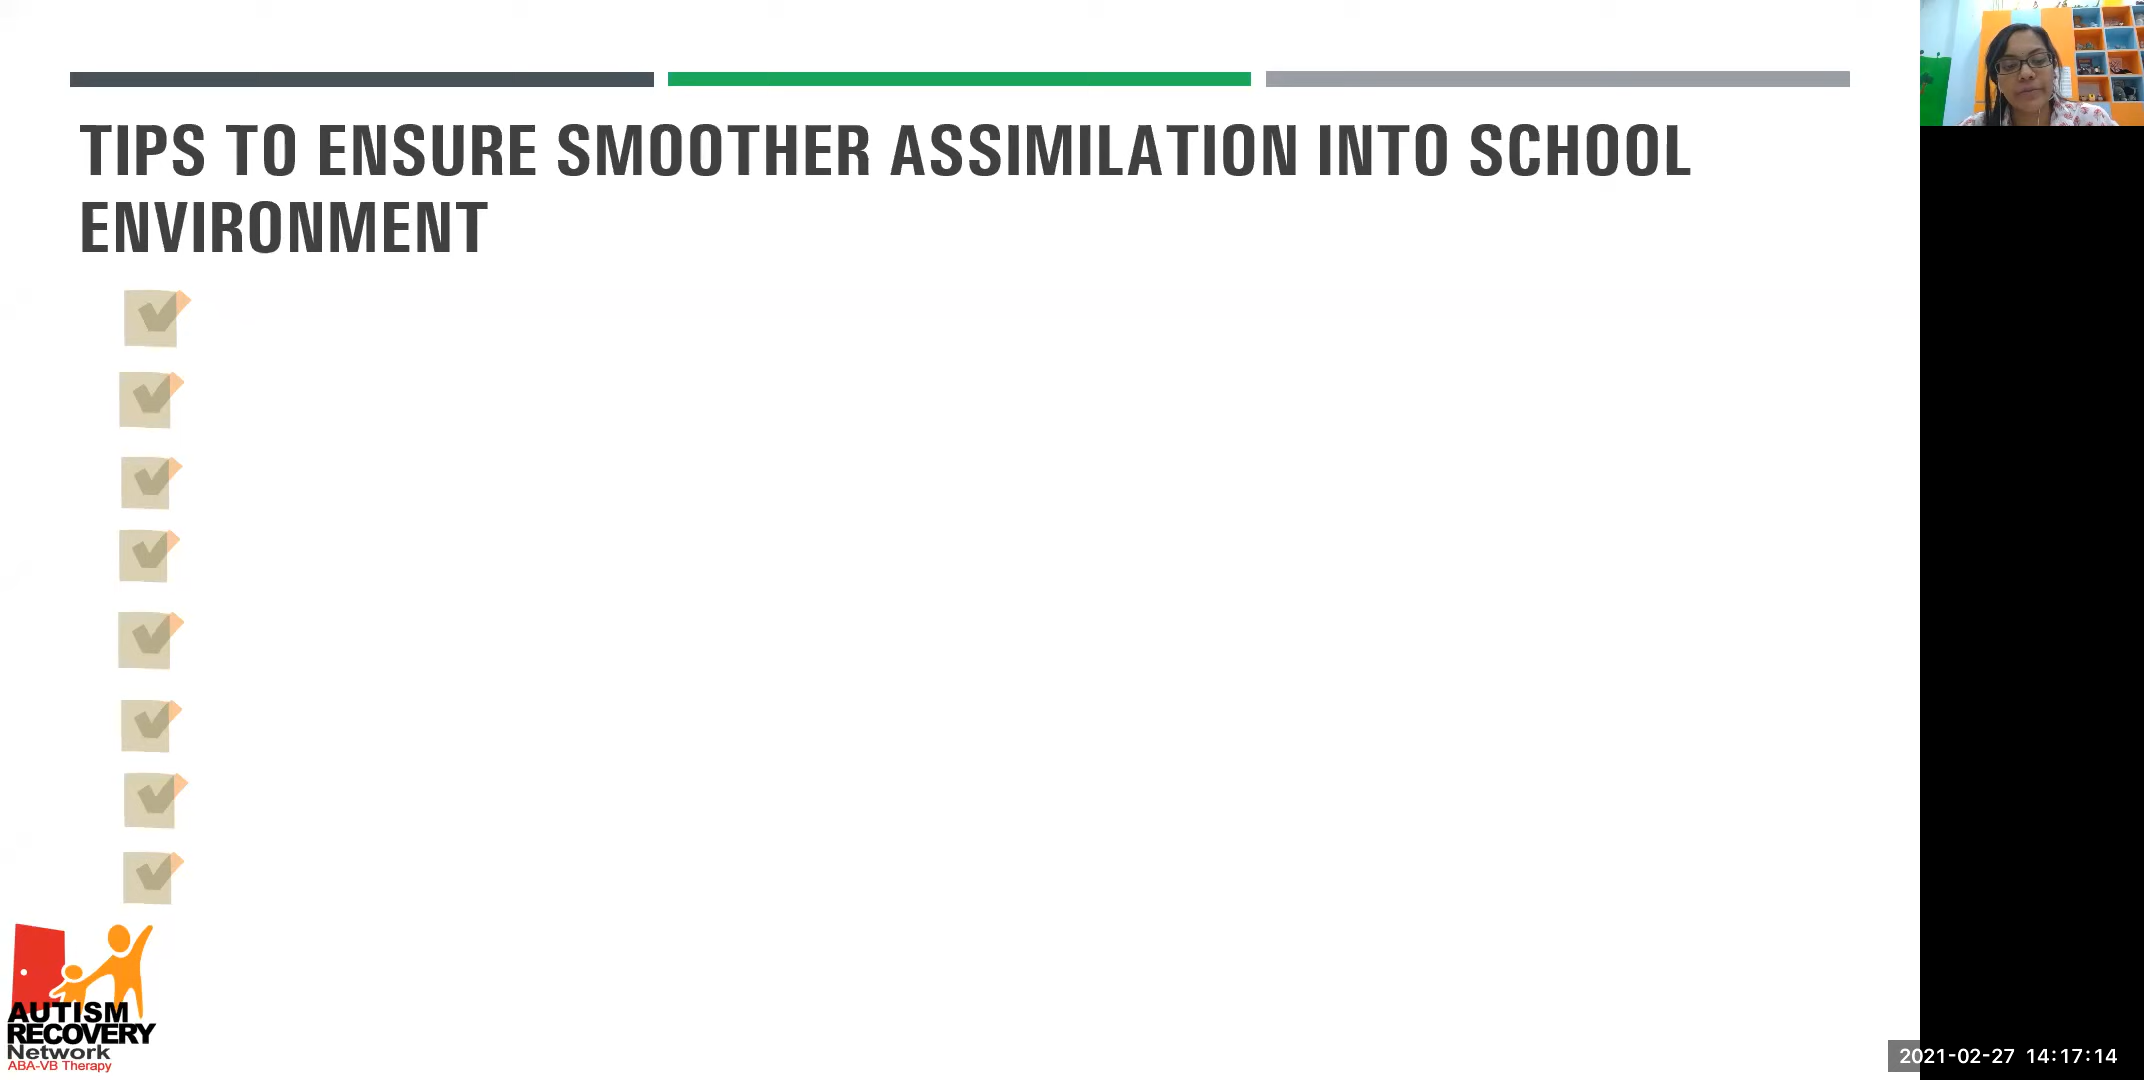 TIPS TO ENSURE SMOOTHER ASSIMILATION INTO SCHOOL
ENVIRONMENT
AUTISM
RECOVERY
Network
ABA-VB Therapy
2021-02-27 14:17:14